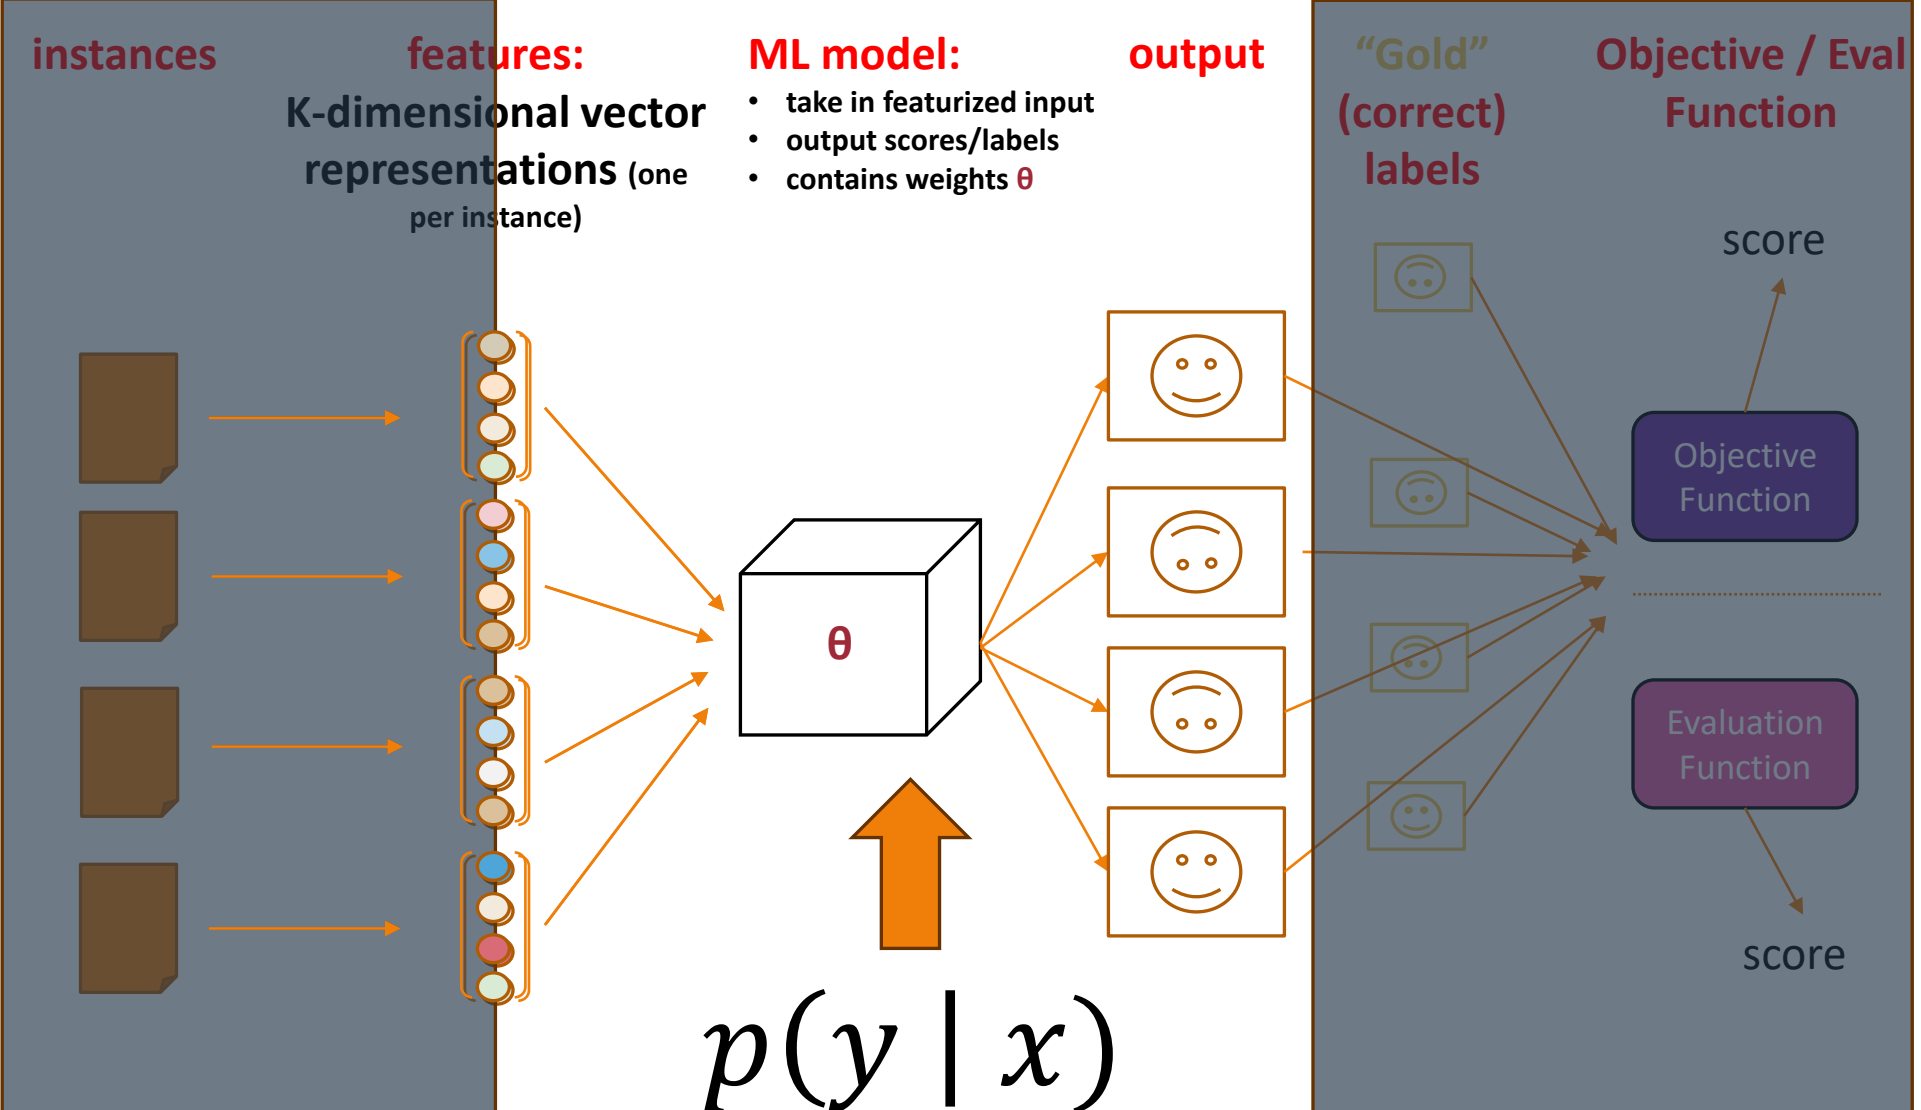 instances
features:
K-dimensional vector
representations (one
per instance)
ML model:
• take in featurized input
• output scores/labels
• contains weights θ
output
“Gold”
(correct)
labels
Objective / Eval
Function
score
Objective
Function
θ
Evaluation
Function
score
p(y | x)